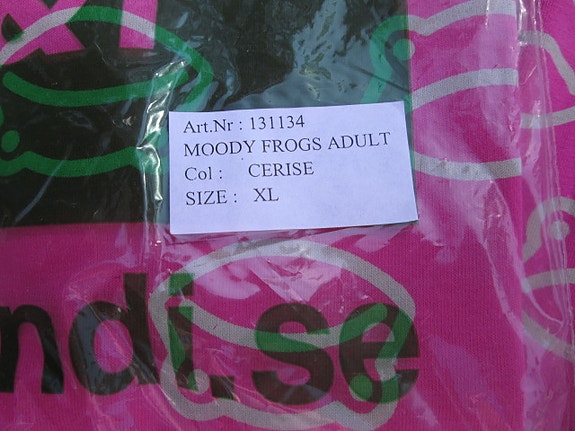 Art.Nr : 131134
MOODY FROGS ADULT
Col : CERISE
SIZE : XL
ndi.se